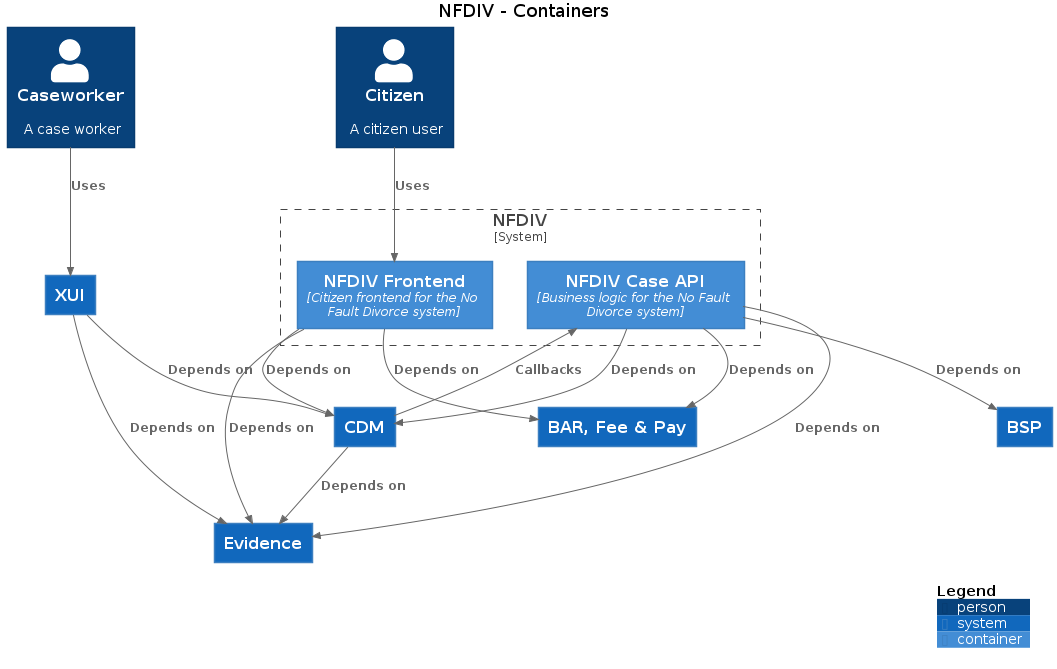 NFDIV - Containers
Caseworker
A case worker
Citizen
A citizen user
Uses
Uses
NFDIV
[System]
NFDIV Frontend
[Citizen frontend for the No
Fault Divorce system]
NFDIV Case API
[Business logic for the No Fault
Divorce system]
XUI
Depends on
Depends on
Depends on
Callbacks
Depends on
Depends on
Depends on
CDM
BAR, Fee & Pay
BSP
Depends on
Depends on
Depends on
Depends on
Evidence
Legend
person
system
container